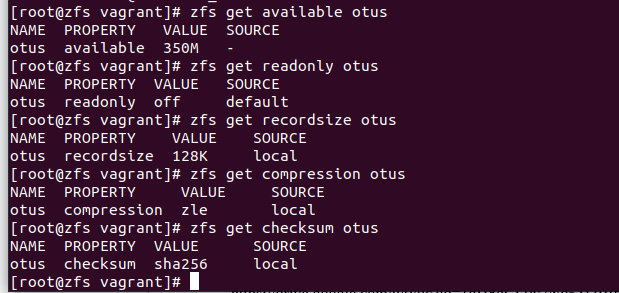 [root@zfs vagrant]# zfs get available otus
NAME  PROPERTY   VALUE  SOURCE
otus  available  350M   -
[root@zfs vagrant]# zfs get readonly otus
NAME  PROPERTY  VALUE   SOURCE
otus  readonly  off     default
[root@zfs vagrant]# zfs get recordsize otus
NAME  PROPERTY    VALUE    SOURCE
otus  recordsize  128K     local
[root@zfs vagrant]# zfs get compression otus
NAME  PROPERTY     VALUE     SOURCE
otus  compression  zle       local
[root@zfs vagrant]# zfs get checksum otus
NAME  PROPERTY  VALUE      SOURCE
otus  checksum  sha256     local
[root@zfs vagrant]#